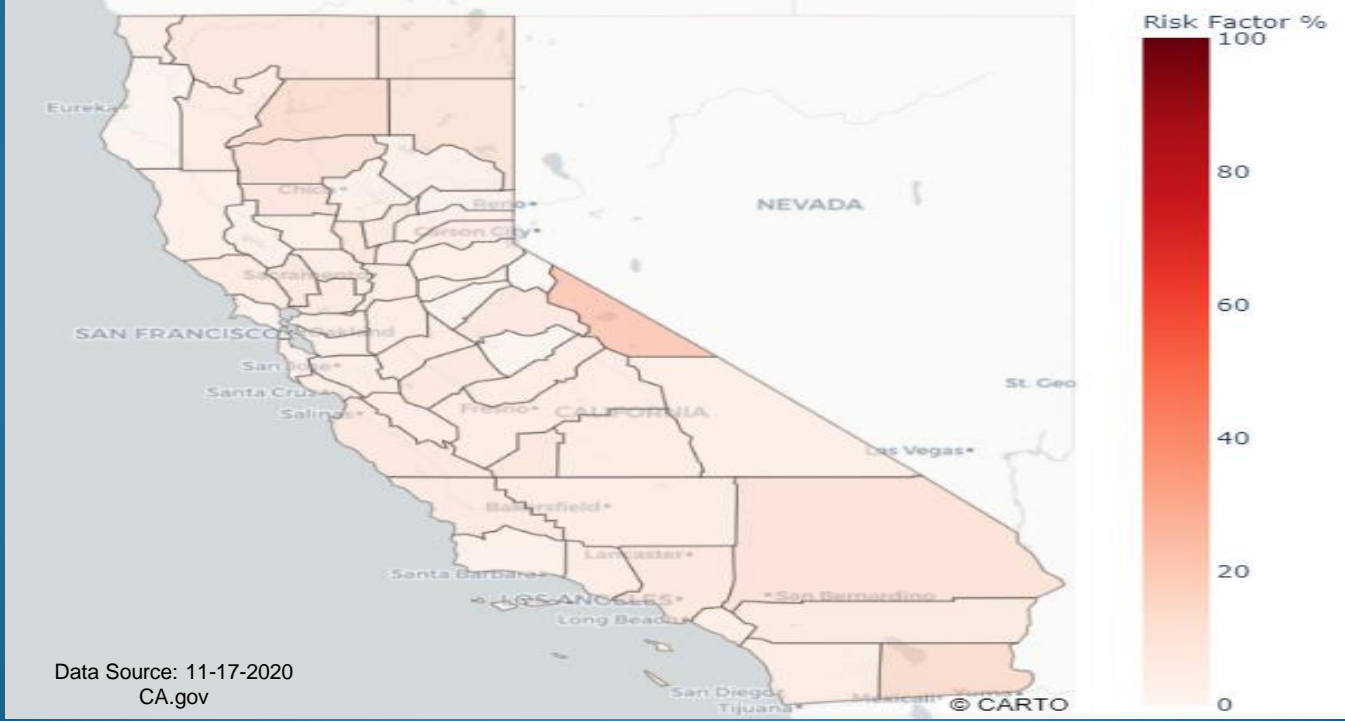 Risk Factor %
100
Eureka
80
Chico
Reno
NEVADA
Carson City
Sacramento
60
SAN FRANCISCO
Oakland
San Jose
St. Geo
Santa Cruz
Salinas
Fresno
CALIFORNIA
40
Las Vegas
Bakersfield
Lancaster
20
Santa Barbara
LOS ANGELES
San Bernardino
Long Beach
Data Source: 11-17-2020
CA.gov
San Diego
Mexicali
Yuma
Tijuana
© CARTO
0